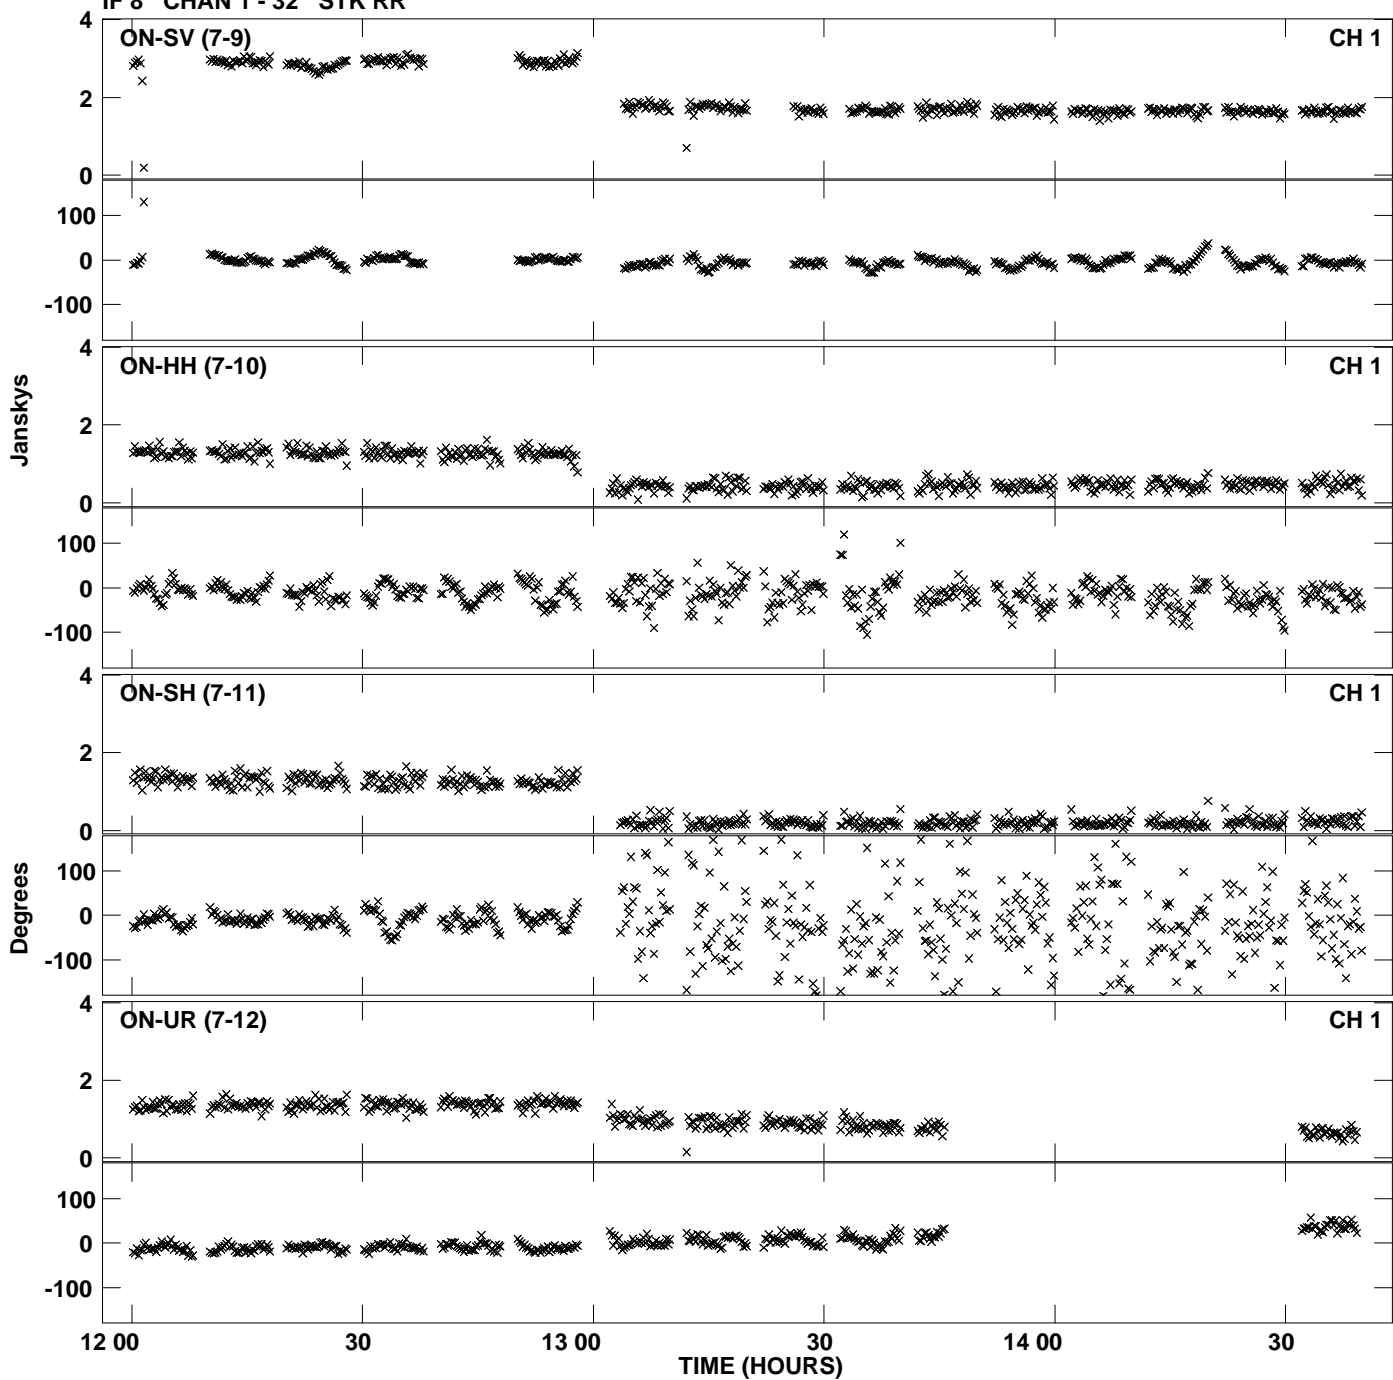 IF 8 CHAN 1 - 32 STK RR
4
ON-SV (7-9) CH 1
2
0
100
0
-100
4
ON-HH (7-10) CH 1
2
0
100
0
-100
4
ON-SH (7-11) CH 1
2
0
100
0
-100
4
ON-UR (7-12) CH 1
2
0
100
0
-100
Janskys
Degrees
12 00 30 13 00 30 14 00 30
TIME (HOURS)